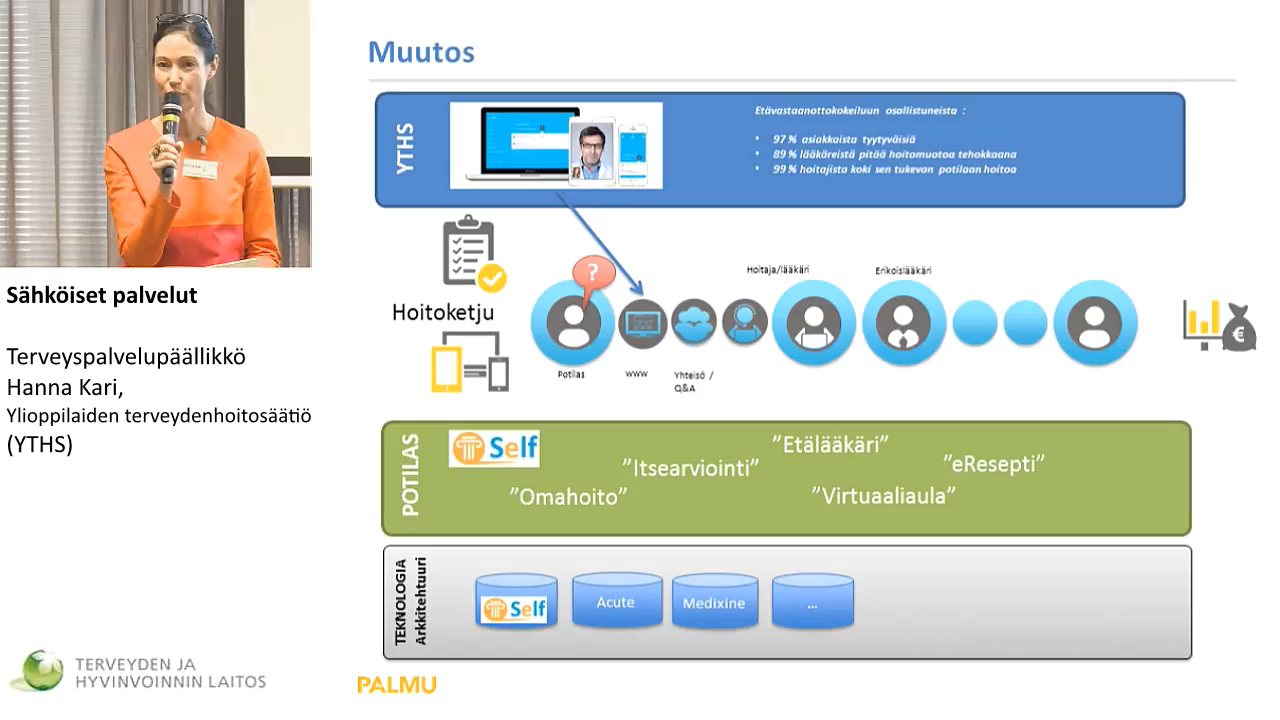 Muutos
YTHS
Etävastaanottokokeiluun osallistuneista :
• 97 % asiakkaista tyytyväisiä
• 89 % lääkäreistä pitää hoitomuotoa tehokkaana
• 99 % hoitajista koki sen tukevan potilaan hoitoa
Sähköiset palvelut
Terveyspalvelupäällikkö
Hanna Kari,
Ylioppilaiden terveydenhoitosäätiö
(YTHS)
Hoitoketju
?
Hoitaja/lääkäri
Erikoislääkäri
€
Potilas
www
Yhteisö /
Q&A
POTILAS
Self
"Etälääkäri"
"Itsearviointi"
"eResepti"
"Omahoito"
"Virtuaaliaula"
TEKNOLOGIA
Arkkitehtuuri
Self
Acute
Medixine
...
TERVEYDEN JA
HYVINVOINNIN LAITOS
PALMU